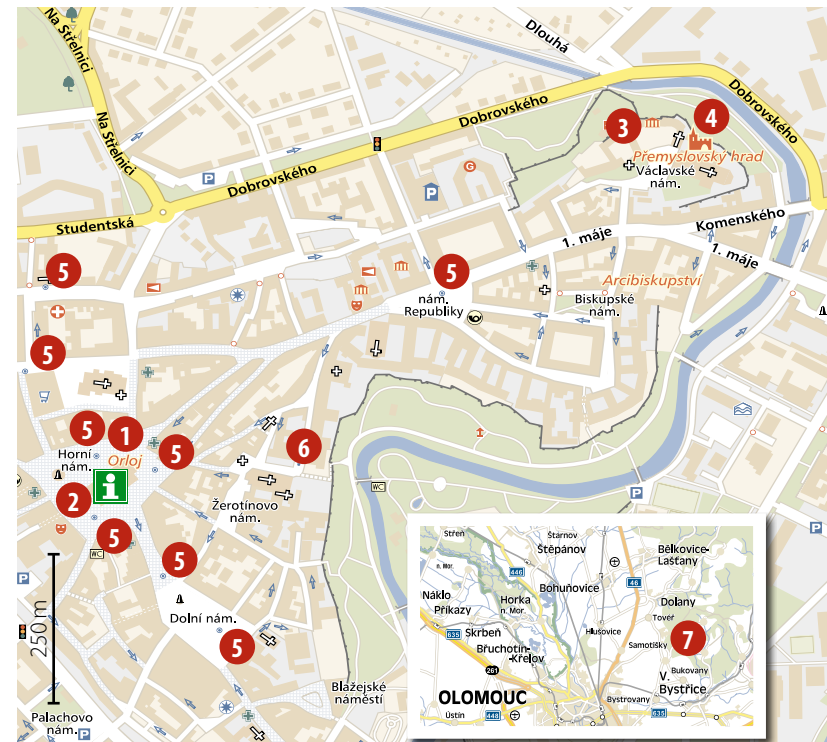 Na Střelnici
Dlouhá
Na Střelnici
Dobrovského
Dobrovského
3
4
Přemyslovský hrad
Václavské
nám.
G
P
P
Dobrovského
Studentská
Komenského
1. máje
1. máje
5
5
Arcibiskupství
nám.
Republiky
Biskupské
nám.
5
5
1
Horní
nám.
Orloj
5
6
i
2
Žerotínovo
nám.
WC
P
5
WC
5
P
Dolní nám.
5
250 m
Blažejské
náměstí
Palachovo
nám.
P
Střeň
n. Mor.
Štarnov
Štěpánov
446
46
Bělkovice-
Lašťany
Náklo
Příkazy
Horka
n. Mor.
Bohuňovice
Dolany
Tovéř
635
Skrbeň
Hlušovice
Samotišky
7
Břuchotín-
Křelov
261
Bukovany
V.
Bystřice
OLOMOUC
Bystrovany
Ústín
448
635